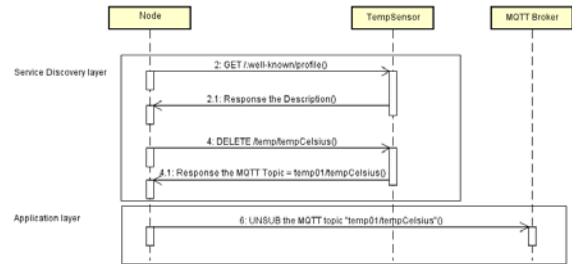 Node
TempSensor
MQTT Broker
Service Discovery layer
2: GET /.well-known/profile()
2.1: Response the Description()
4: DELETE /temp/tempCelsius()
4.1: Response the MQTT Topic = temp01/tempCelsius()
Application layer
6: UNSUB the MQTT topic "temp01/tempCelsius"()